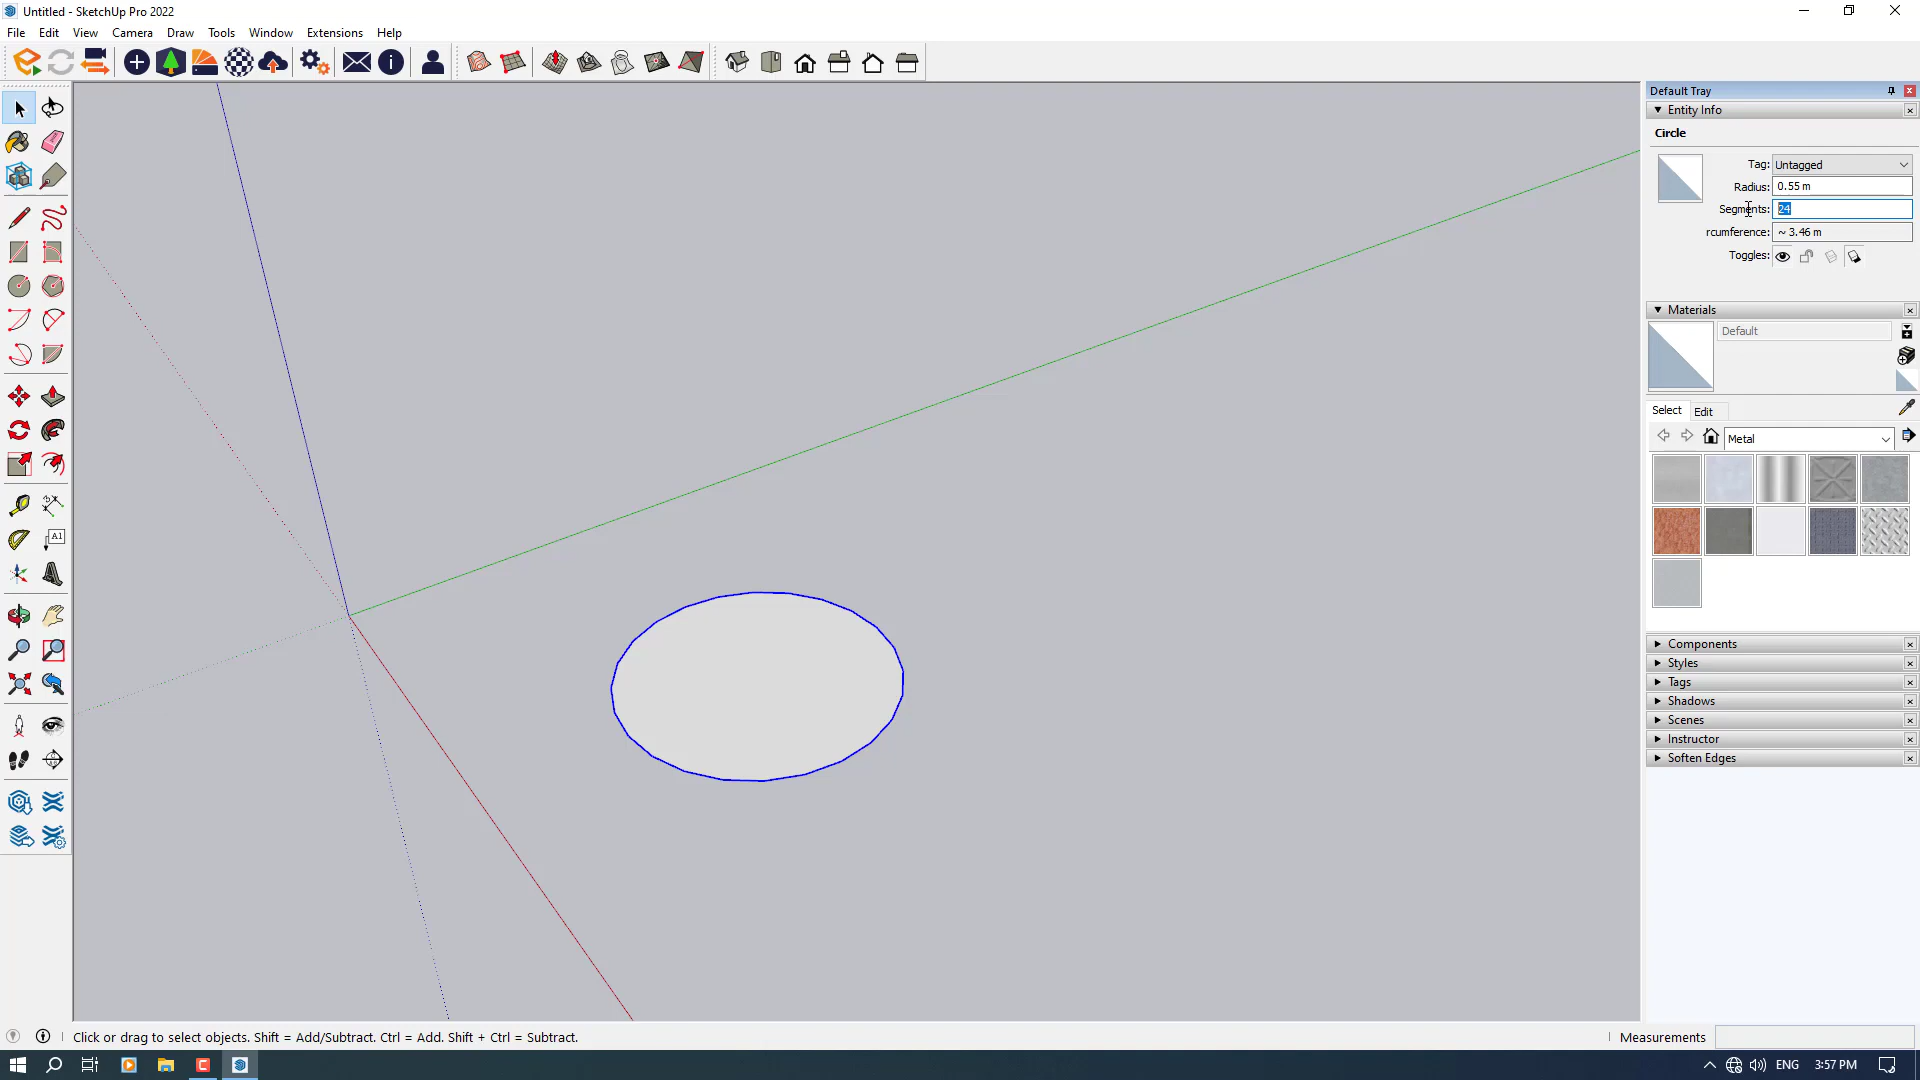 Untitled - SketchUp Pro 2022
File Edit View Camera Draw Tools Window Extensions Help
Default Tray
Entity Info
Circle
Tag: Untagged
Radius: 0.55 m
Segments: 24
rcumference: ~ 3.46 m
Toggles:
Materials
Default
Select Edit
Metal
A1
Components
Styles
Tags
Shadows
Scenes
Instructor
Soften Edges
Click or drag to select objects. Shift = Add/Subtract. Ctrl = Add. Shift + Ctrl = Subtract.
Measurements
ENG 3:57 PM